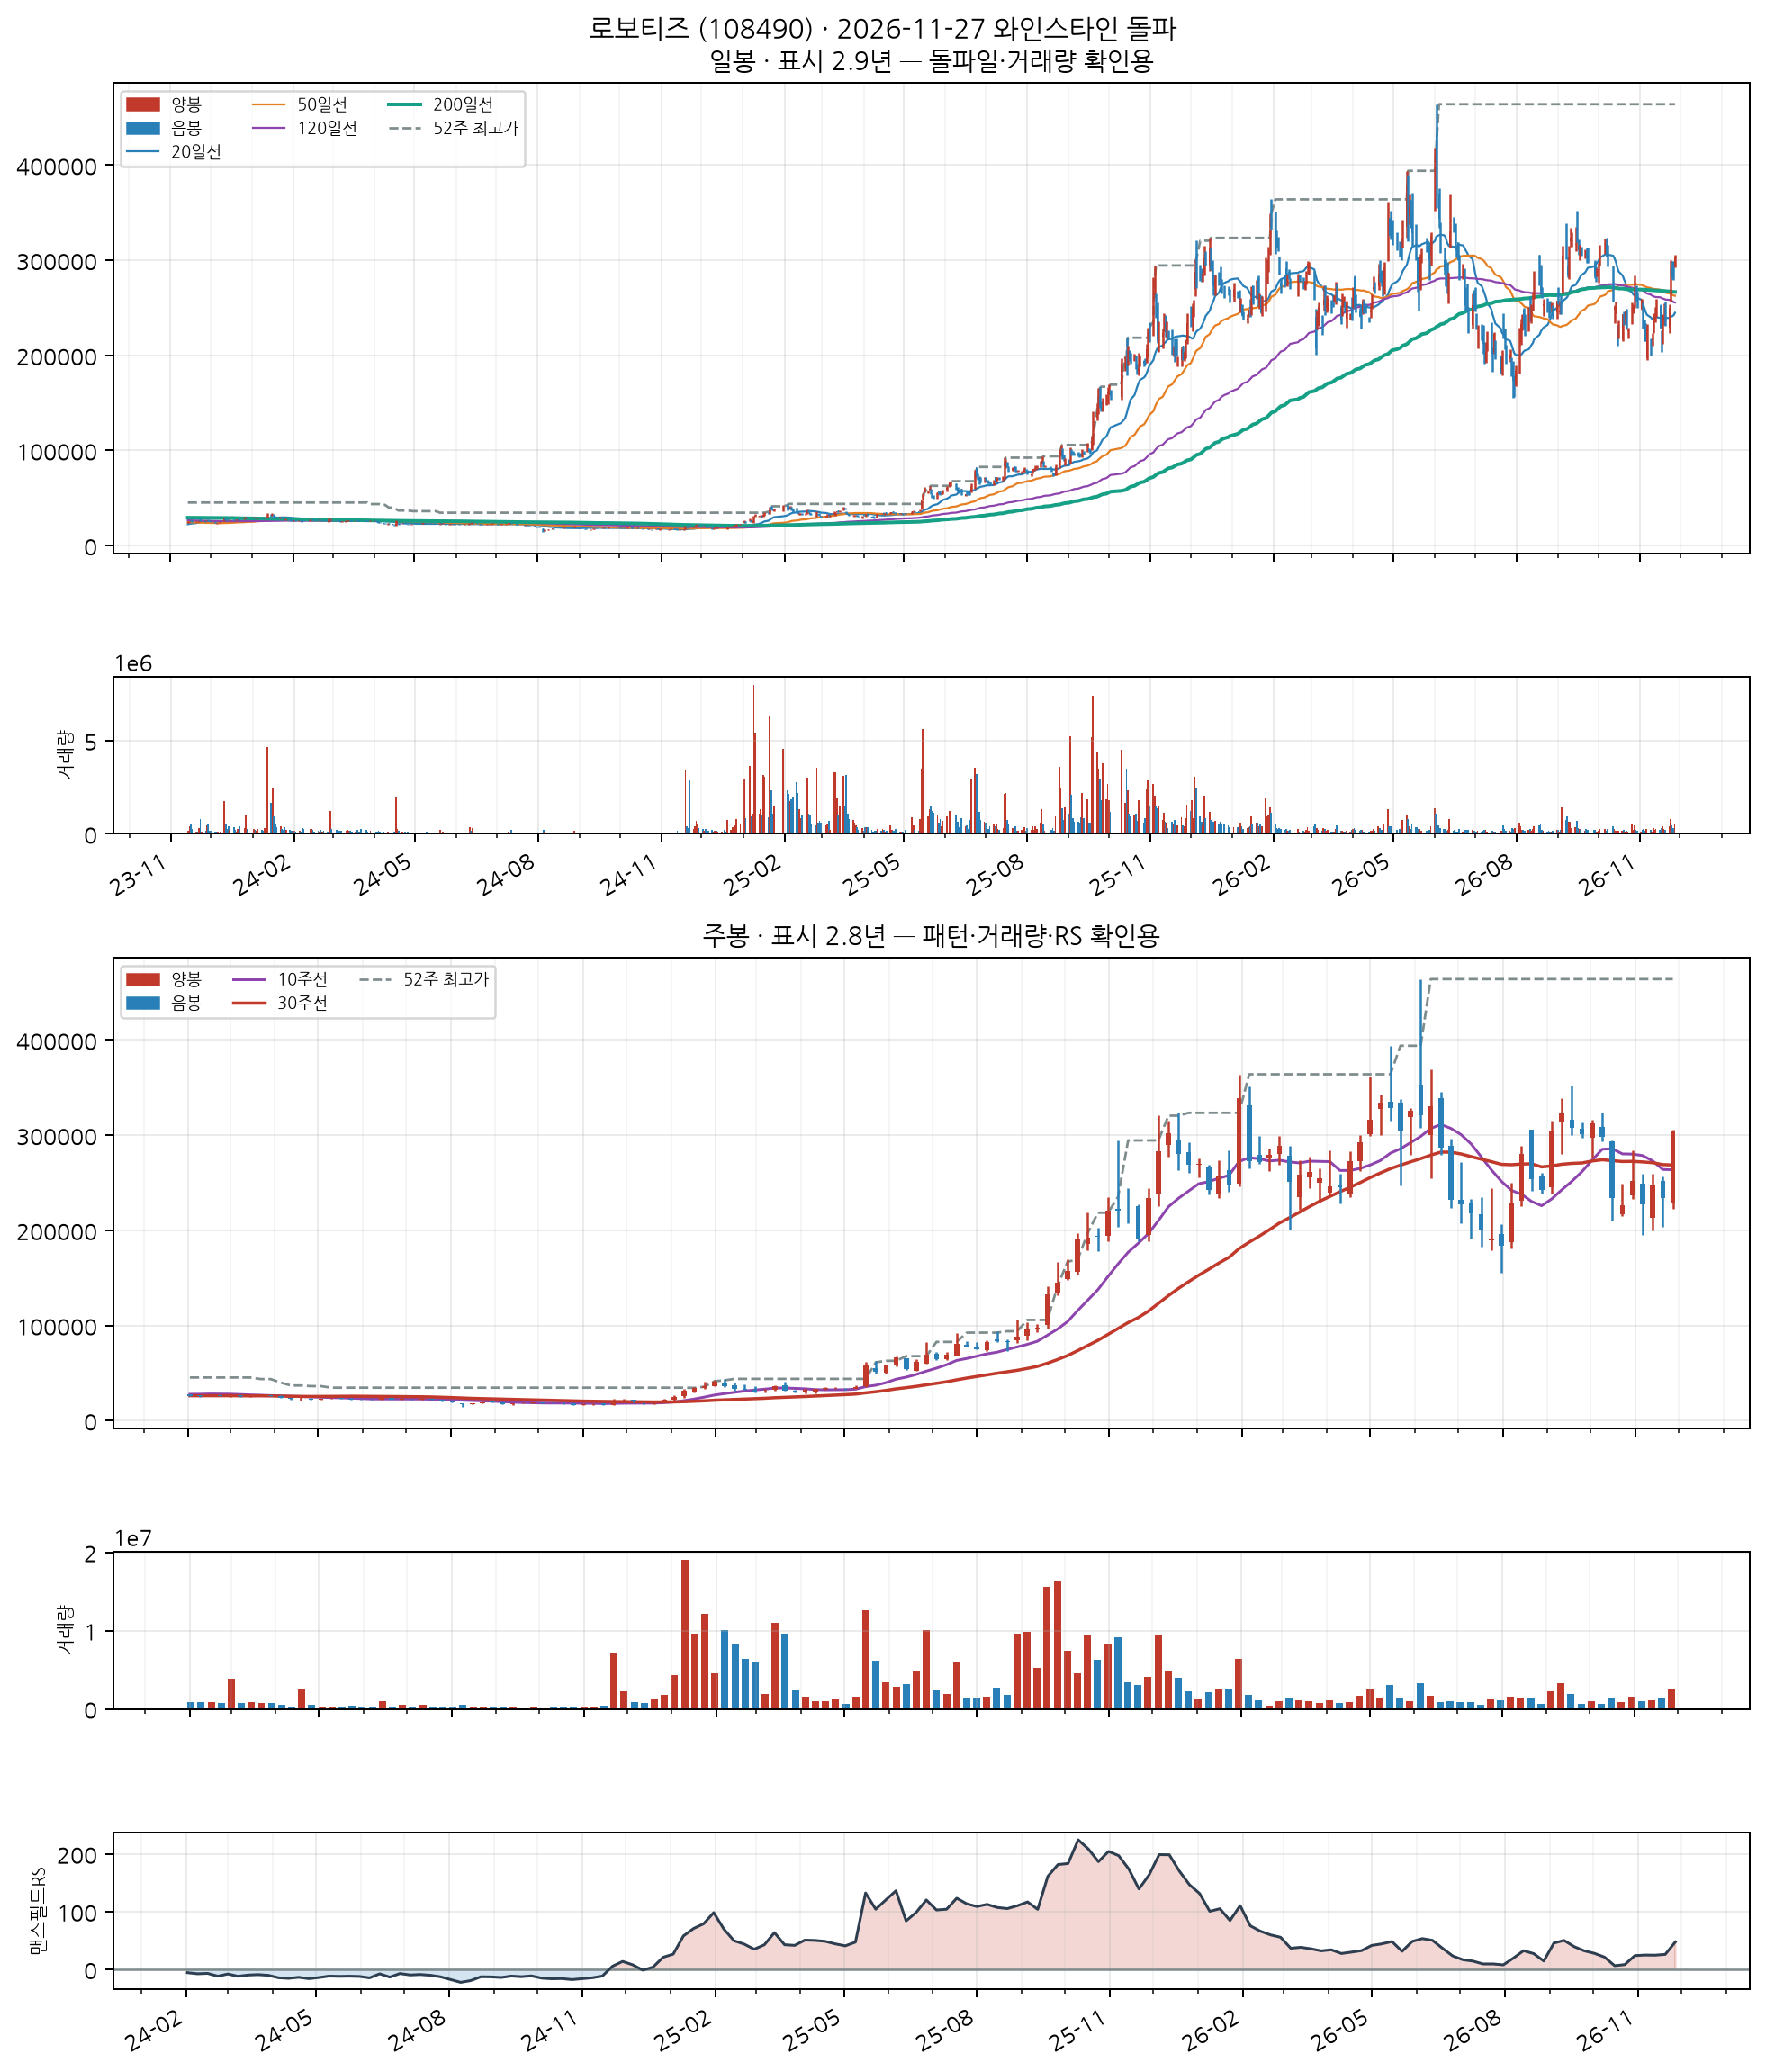 로보티즈 (108490) · 2026-11-27 와인스타인 돌파
일봉 · 표시 2.9년 — 돌파일·거래량 확인용
양봉
음봉
20일선
50일선
120일선
200일선
52주 최고가
400000
300000
200000
100000
0
1e6
거래량
5
0
23-11
24-02
24-05
24-08
24-11
25-02
25-05
25-08
25-11
26-02
26-05
26-08
26-11
주봉 · 표시 2.8년 — 패턴·거래량·RS 확인용
양봉
음봉
10주선
30주선
52주 최고가
400000
300000
200000
100000
0
1e7
거래량
2
1
0
맨스필드RS
200
100
0
24-02
24-05
24-08
24-11
25-02
25-05
25-08
25-11
26-02
26-05
26-08
26-11